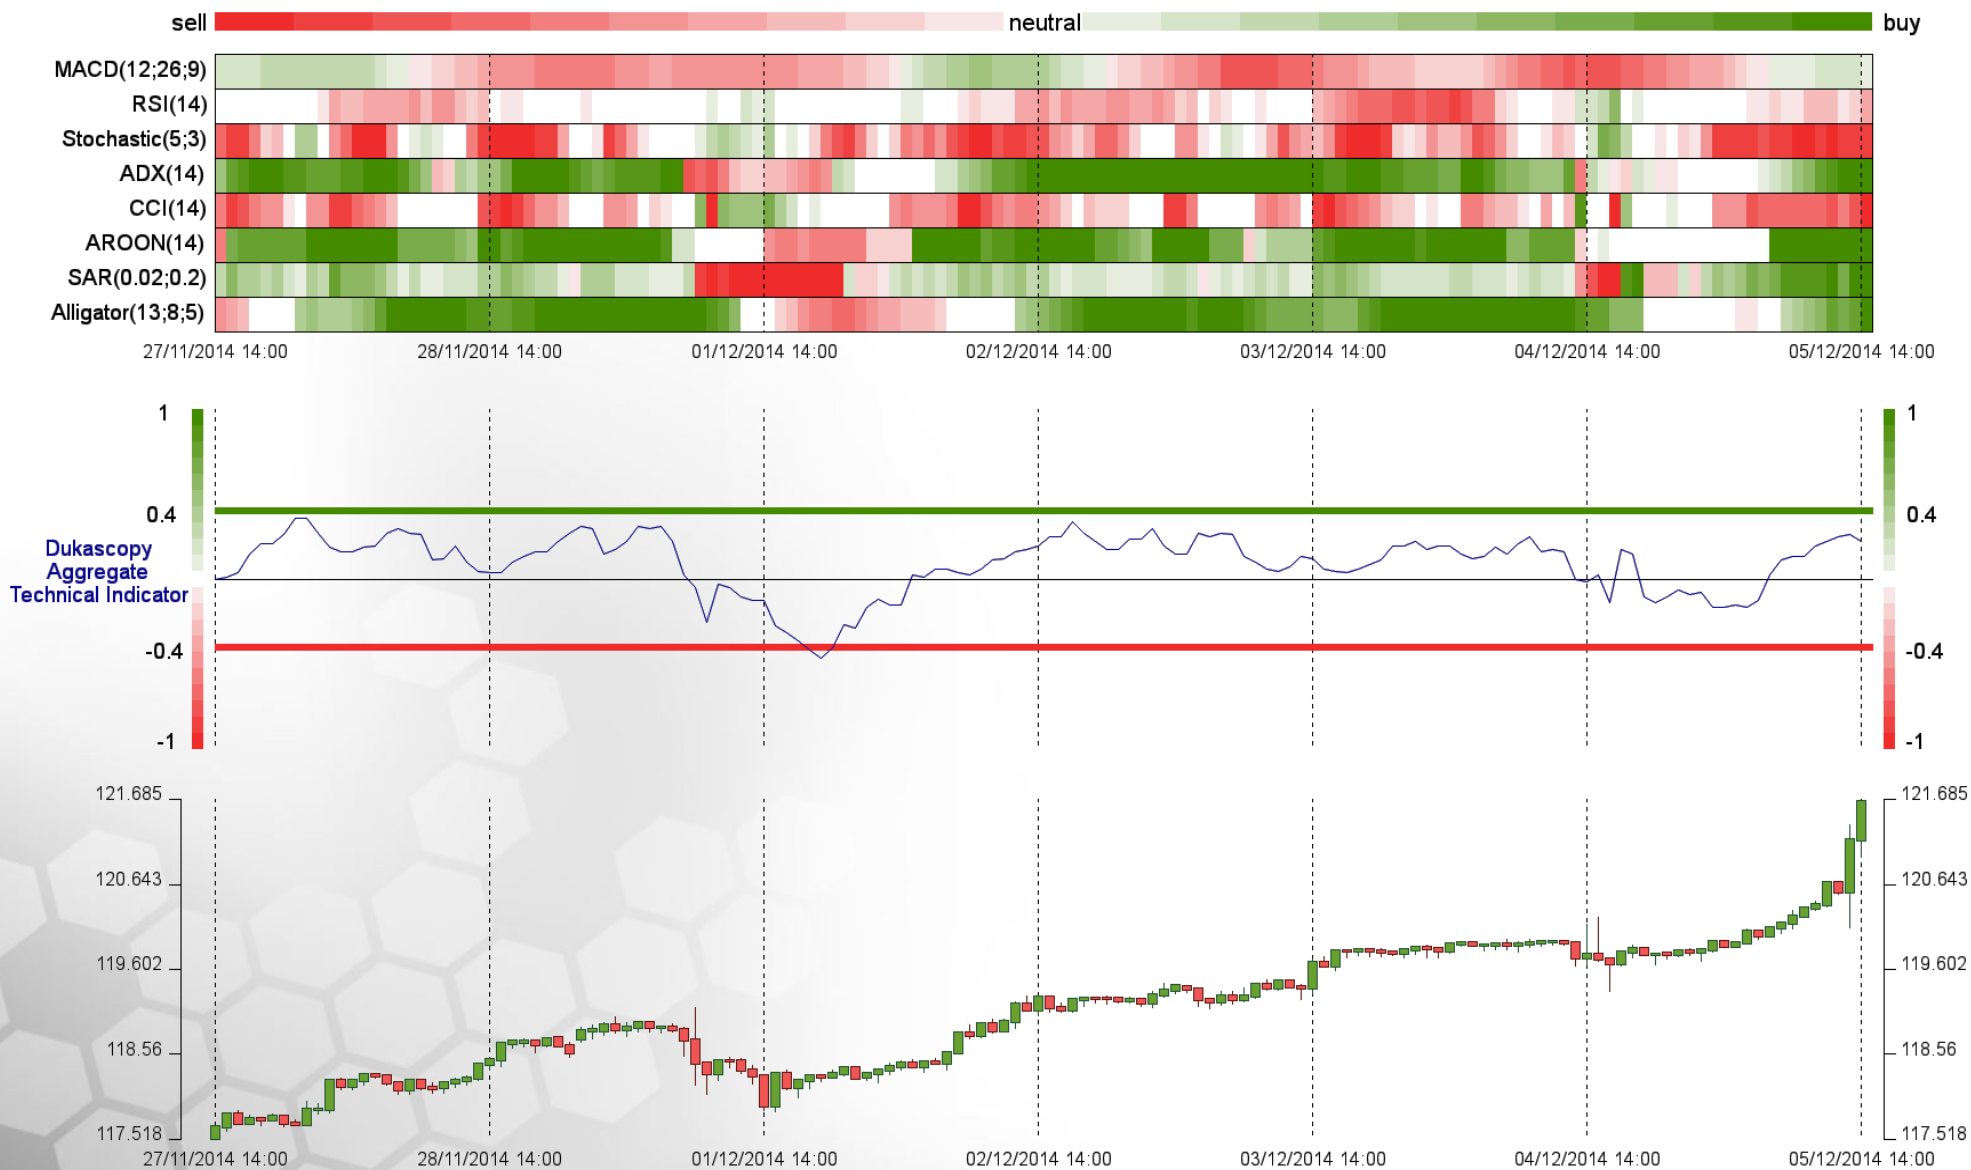 sell neutral buy
MACD(12;26;9)
RSI(14)
Stochastic(5;3)
ADX(14)
CCI(14)
AROON(14)
SAR(0.02;0.2)
Alligator(13;8;5)
27/11/2014 14:00 28/11/2014 14:00 01/12/2014 14:00 02/12/2014 14:00 03/12/2014 14:00 04/12/2014 14:00 05/12/2014 14:00
1 1
0.4 0.4
Dukascopy
Aggregate
Technical Indicator
-0.4 -0.4
-1 -1
121.685 121.685
120.643 120.643
119.602 119.602
118.56 118.56
117.518 117.518
27/11/2014 14:00 28/11/2014 14:00 01/12/2014 14:00 02/12/2014 14:00 03/12/2014 14:00 04/12/2014 14:00 05/12/2014 14:00